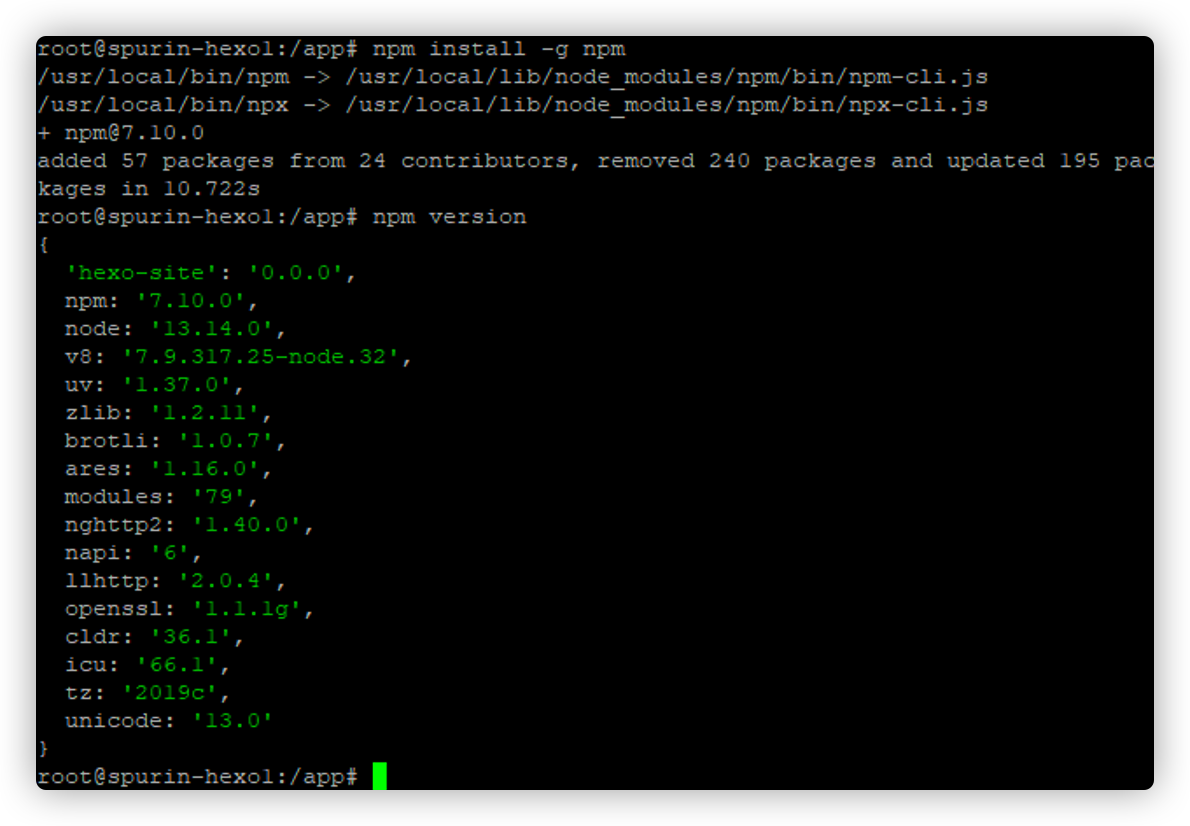 root@spurin-hexo1:/app# npm install -g npm
/usr/local/bin/npm -> /usr/local/lib/node_modules/npm/bin/npm-cli.js
/usr/local/bin/npx -> /usr/local/lib/node_modules/npm/bin/npx-cli.js
+ npm@7.10.0
added 57 packages from 24 contributors, removed 240 packages and updated 195 pac
kages in 10.722s
root@spurin-hexo1:/app# npm version
{
  'hexo-site': '0.0.0',
  npm: '7.10.0',
  node: '13.14.0',
  v8: '7.9.317.25-node.32',
  uv: '1.37.0',
  zlib: '1.2.11',
  brotli: '1.0.7',
  ares: '1.16.0',
  modules: '79',
  nghttp2: '1.40.0',
  napi: '6',
  llhttp: '2.0.4',
  openssl: '1.1.1g',
  cldr: '36.1',
  icu: '66.1',
  tz: '2019c',
  unicode: '13.0'
}
root@spurin-hexo1:/app#